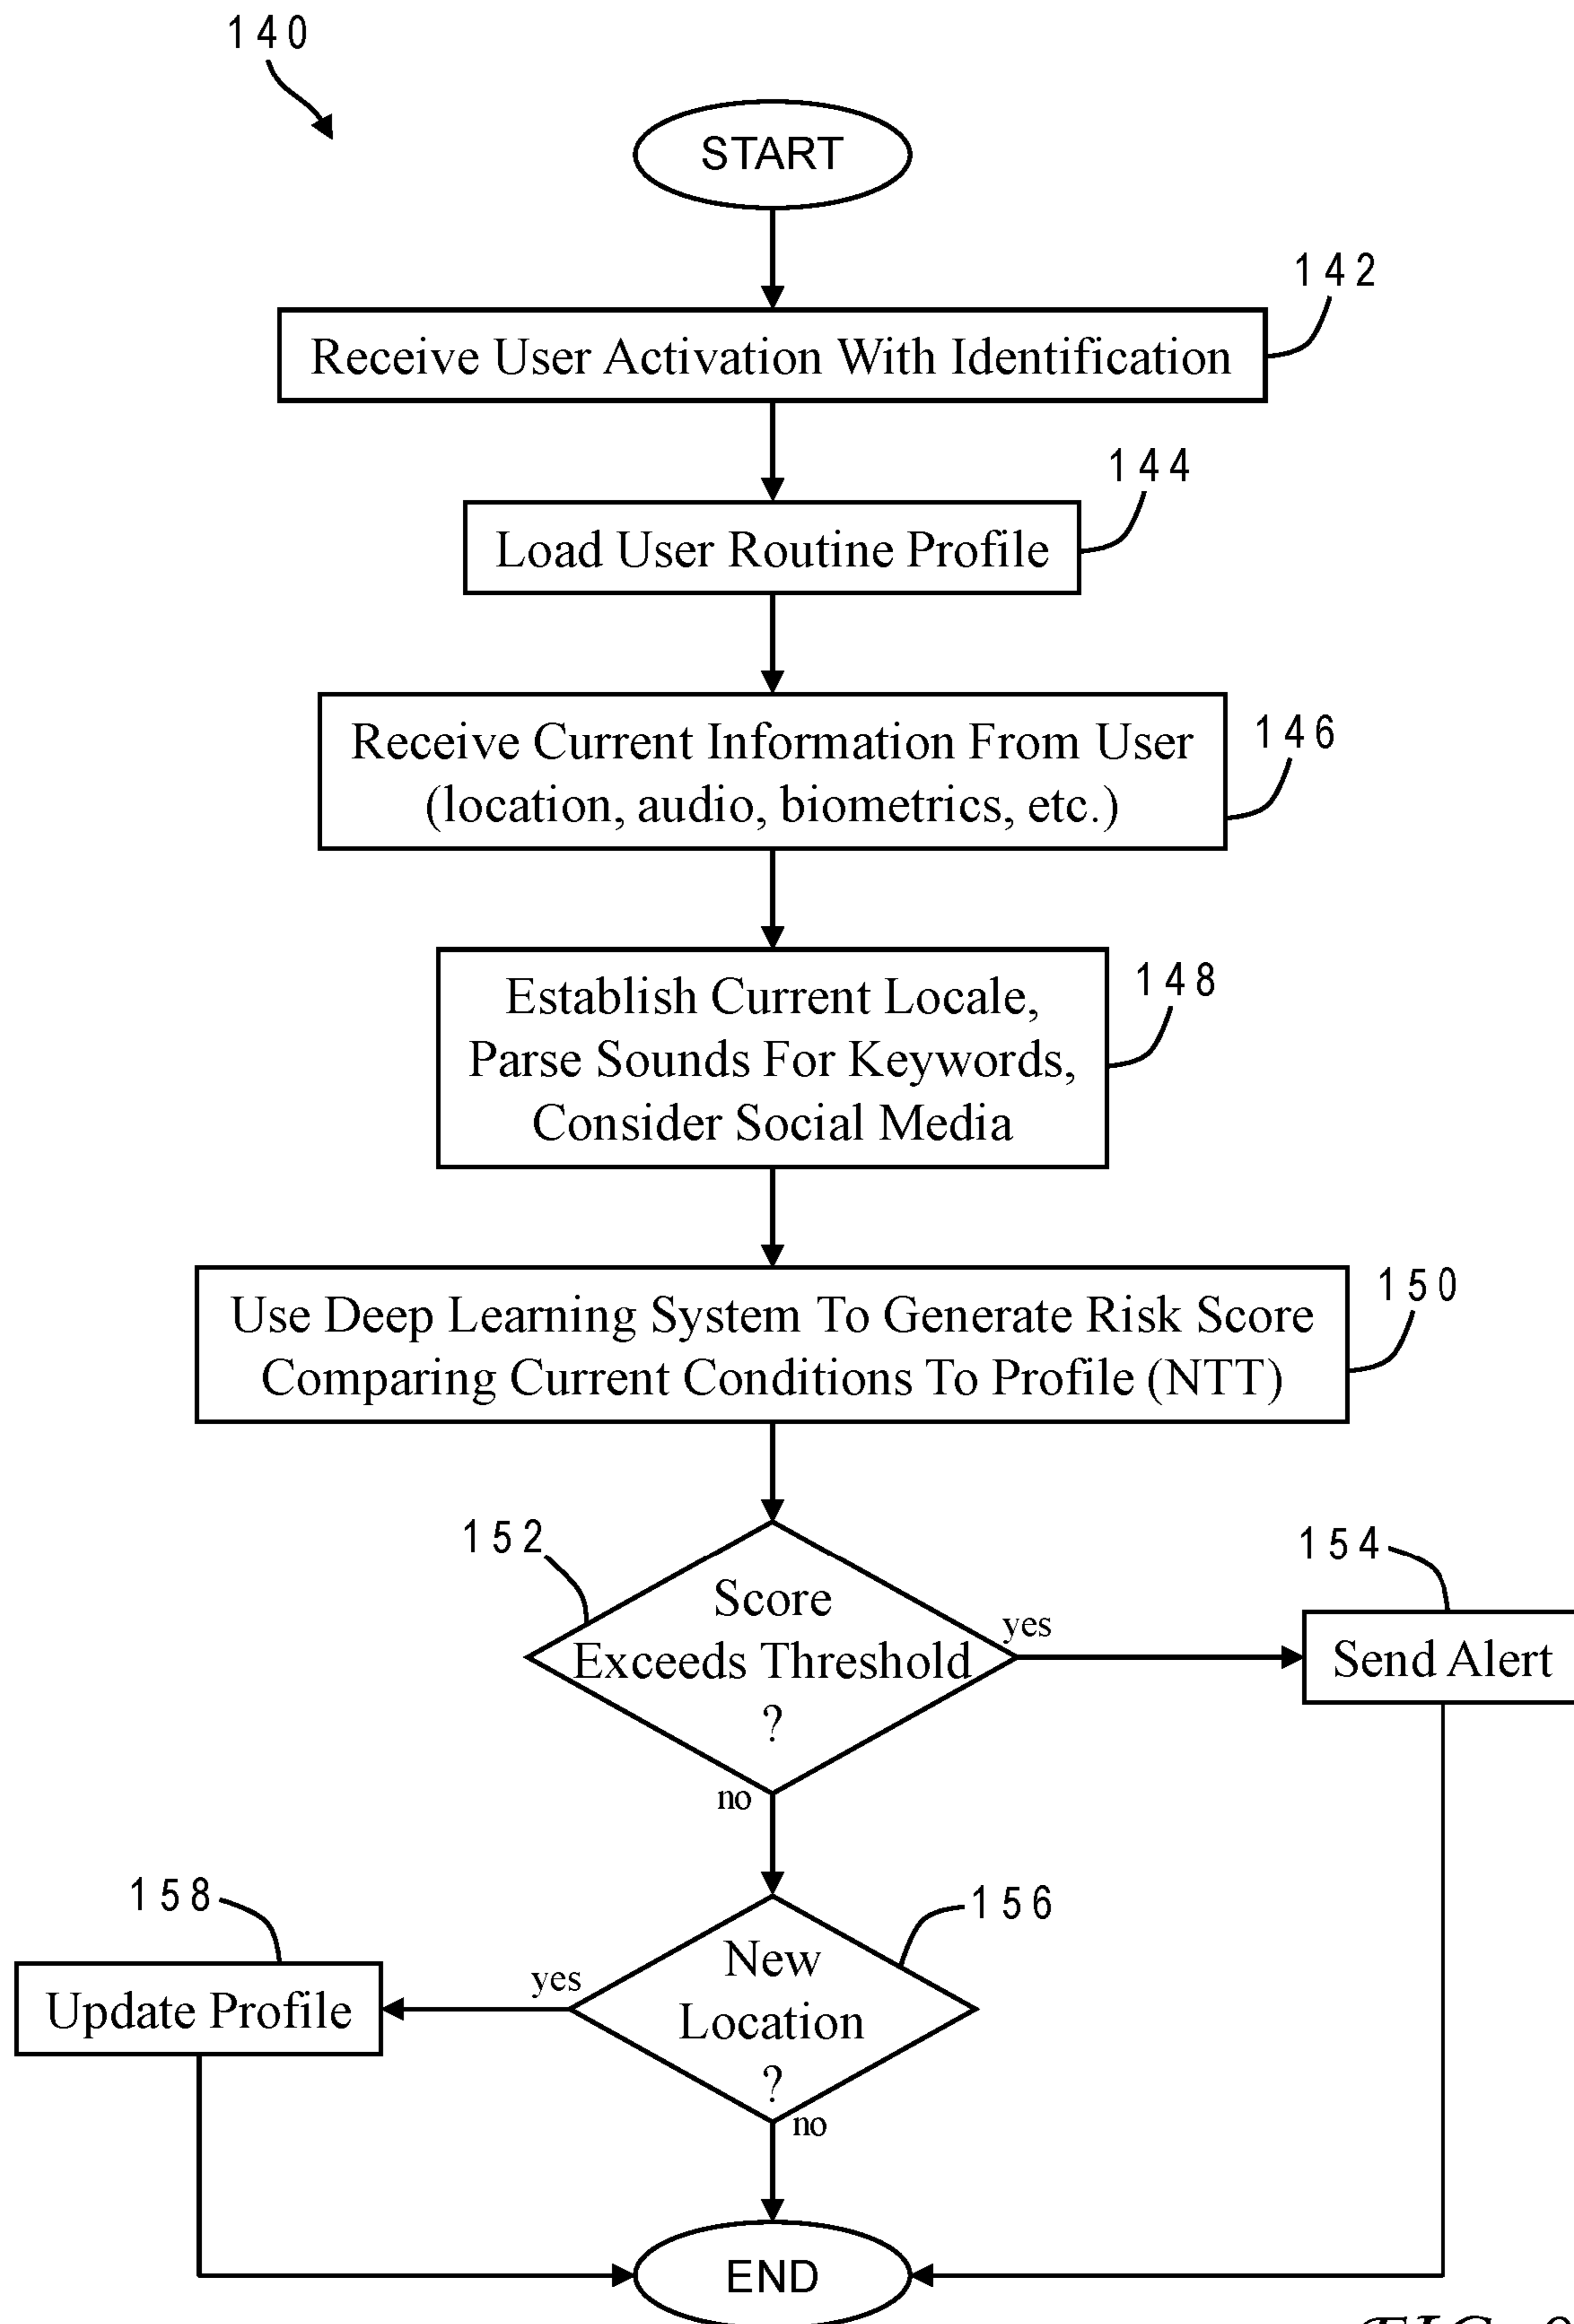 140
START
142
Receive User Activation With Identification
144
Load User Routine Profile
146
Receive Current Information From User
(location, audio, biometrics, etc.)
148
Establish Current Locale,
Parse Sounds For Keywords,
Consider Social Media
150
Use Deep Learning System To Generate Risk Score
Comparing Current Conditions To Profile (NTT)
152
154
Score
Exceeds Threshold
?
yes
Send Alert
no
158
156
New
Location
?
yes
Update Profile
no
END